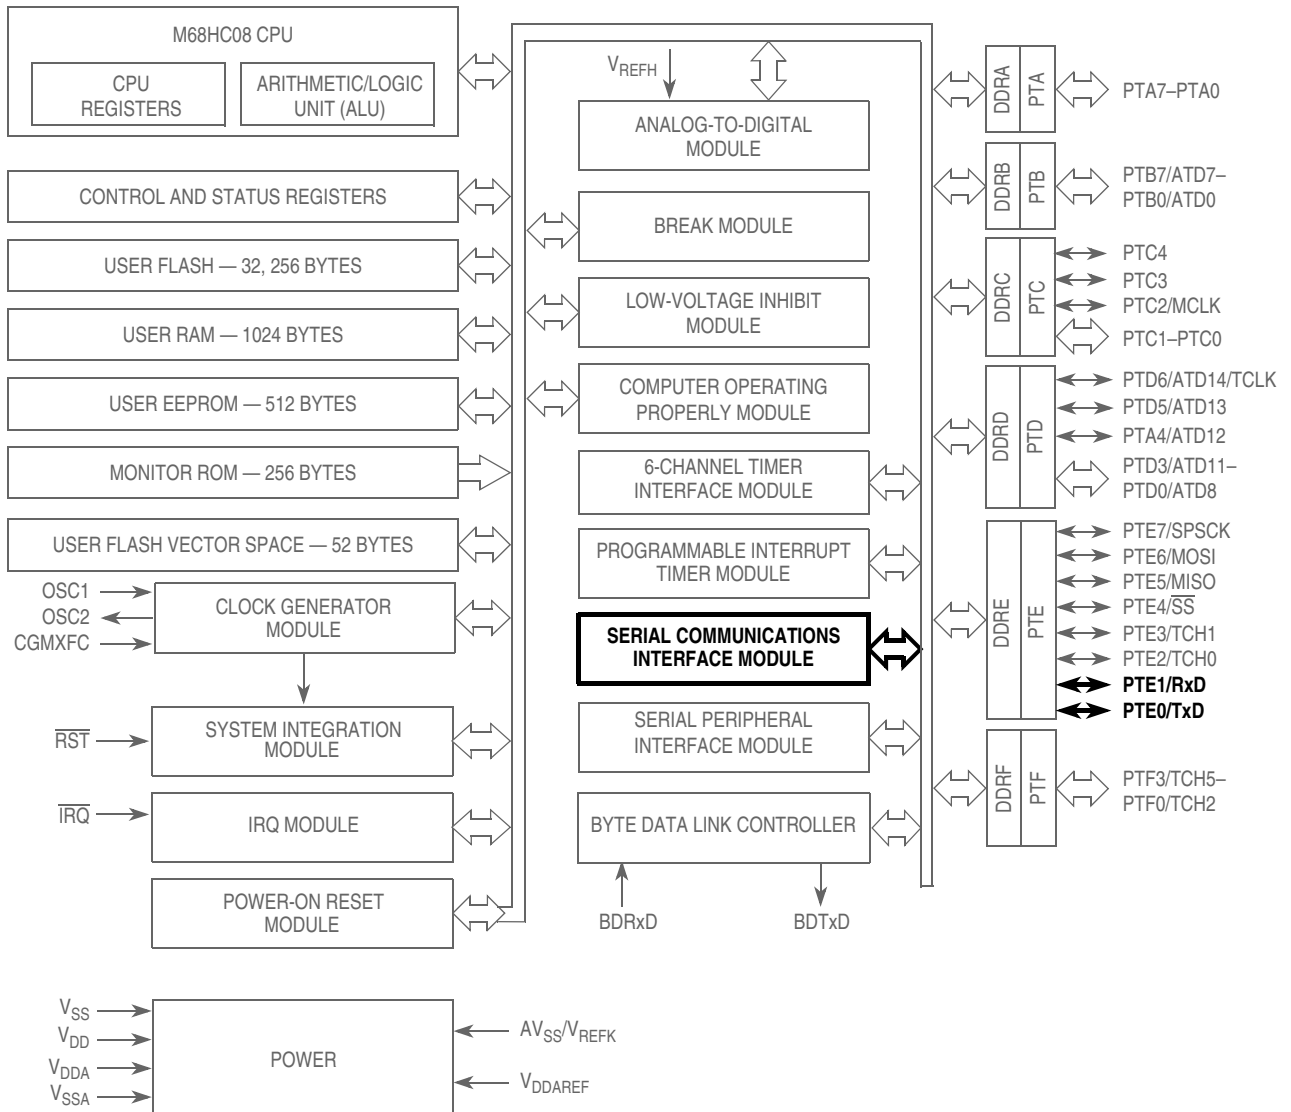 M68HC08 CPU
CPU
REGISTERS
ARITHMETIC/LOGIC
UNIT (ALU)
CONTROL AND STATUS REGISTERS
USER FLASH — 32, 256 BYTES
USER RAM — 1024 BYTES
USER EEPROM — 512 BYTES
MONITOR ROM — 256 BYTES
USER FLASH VECTOR SPACE — 52 BYTES
OSC1
OSC2
CGMXFC
CLOCK GENERATOR
MODULE
RST
SYSTEM INTEGRATION
MODULE
IRQ
IRQ MODULE
POWER-ON RESET
MODULE
VSS
VDD
VDDA
VSSA
POWER
AVSS/VREFK
VDDAREF
VREFH
ANALOG-TO-DIGITAL
MODULE
BREAK MODULE
LOW-VOLTAGE INHIBIT
MODULE
COMPUTER OPERATING
PROPERLY MODULE
6-CHANNEL TIMER
INTERFACE MODULE
PROGRAMMABLE INTERRUPT
TIMER MODULE
SERIAL COMMUNICATIONS
INTERFACE MODULE
SERIAL PERIPHERAL
INTERFACE MODULE
BYTE DATA LINK CONTROLLER
BDRxD
BDTxD
DDRA
PTA
PTA7–PTA0
DDRB
PTB
PTB7/ATD7–
PTB0/ATD0
DDRC
PTC
PTC4
PTC3
PTC2/MCLK
PTC1–PTC0
DDRD
PTD
PTD6/ATD14/TCLK
PTD5/ATD13
PTA4/ATD12
PTD3/ATD11–
PTD0/ATD8
DDRE
PTE
PTE7/SPSCK
PTE6/MOSI
PTE5/MISO
PTE4/SS
PTE3/TCH1
PTE2/TCH0
PTE1/RxD
PTE0/TxD
DDRF
PTF
PTF3/TCH5–
PTF0/TCH2